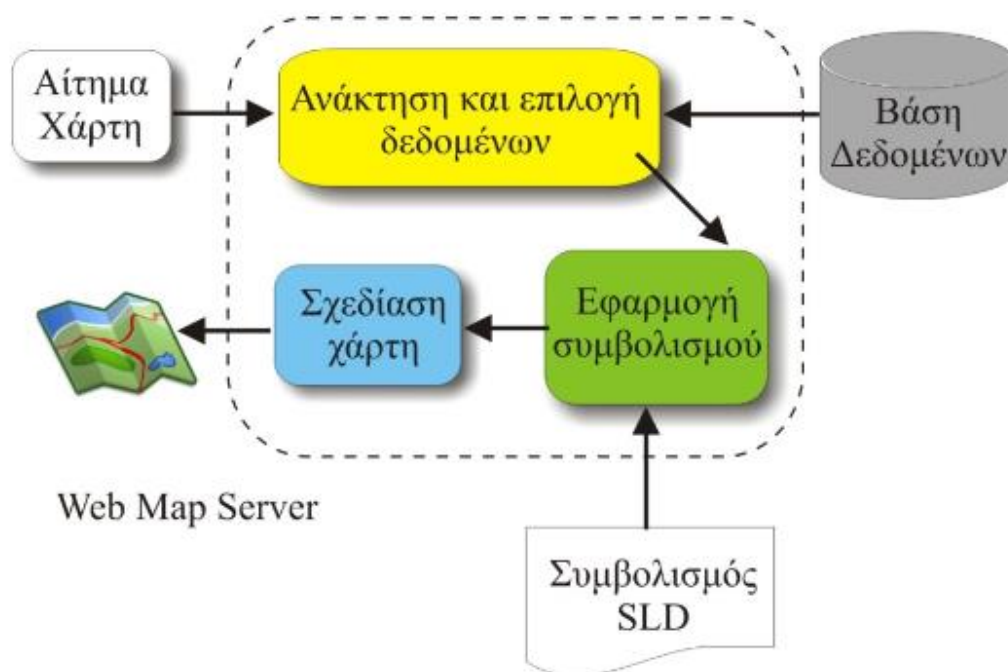 Αίτημα
Χάρτη
Ανάκτηση και επιλογή
δεδομένων
Βάση
Δεδομένων
Σχεδίαση
χάρτη
Εφαρμογή
συμβολισμού
Web Map Server
Συμβολισμός
SLD